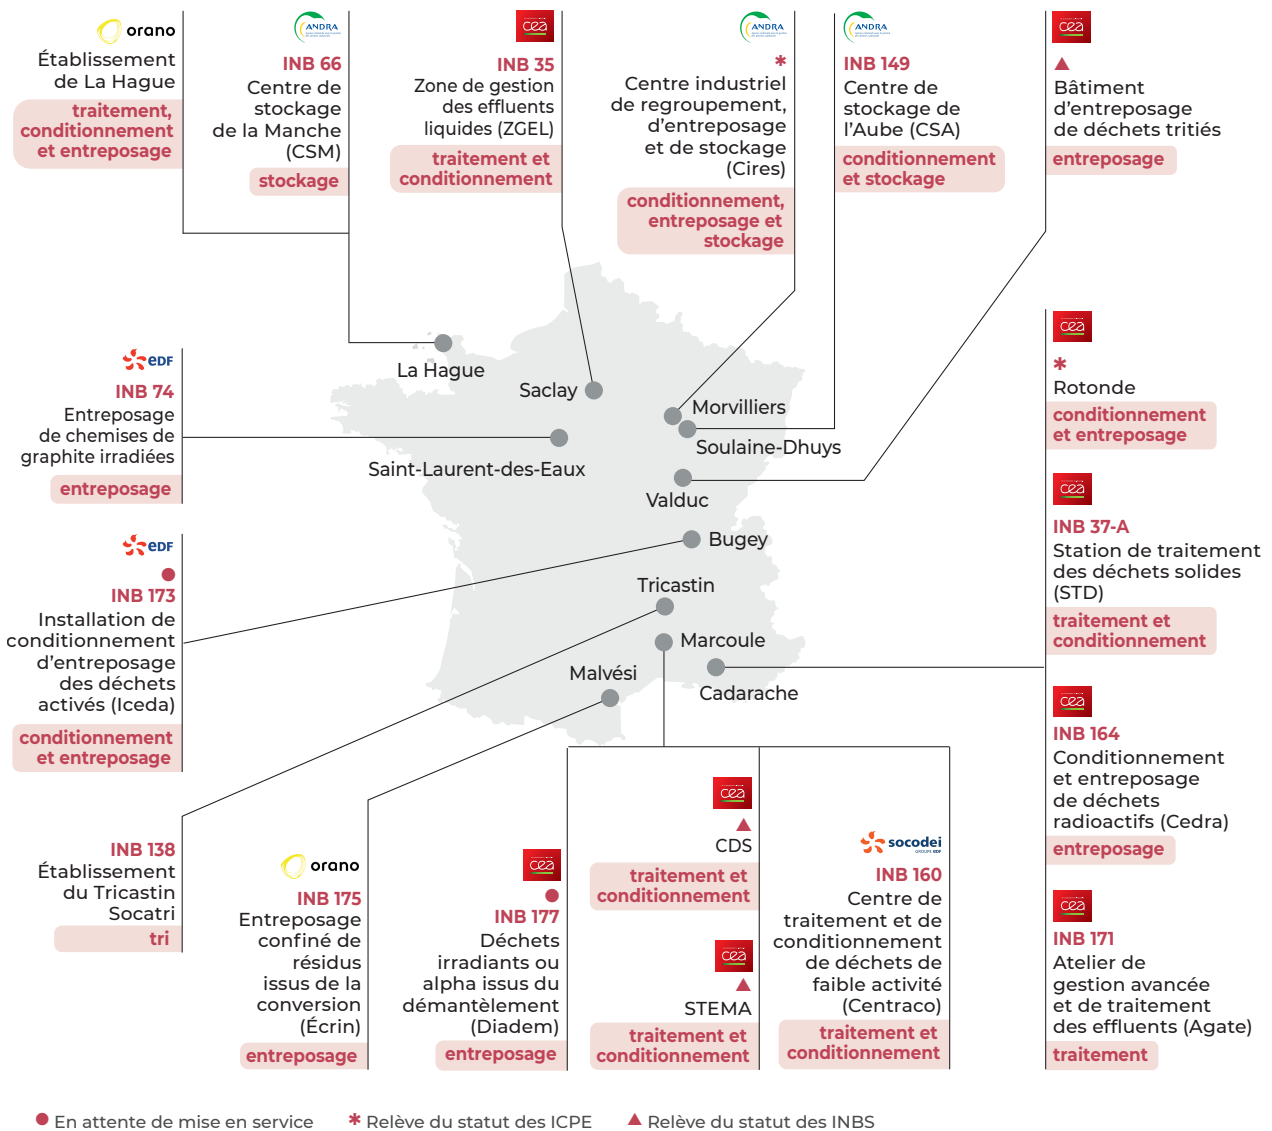 orano
Établissement
de La Hague
traitement,
conditionnement
et entreposage
ANDRA
INB 66
Centre de
stockage
de la Manche
(CSM)
stockage
cea
INB 35
Zone de gestion
des effluents
liquides (ZGEL)
traitement et
conditionnement
ANDRA
*
Centre industriel
de regroupement,
d'entreposage
et de stockage
(Cires)
conditionnement,
entreposage et
stockage
ANDRA
INB 149
Centre de
stockage de
l'Aube (CSA)
conditionnement
et stockage
cea
▲
Bâtiment
d'entreposage
de déchets tritiés
entreposage
La Hague
Saclay
Morvilliers
Soulaine-Dhuys
Saint-Laurent-des-Eaux
Valduc
Bugey
Tricastin
Marcoule
Malvési
Cadarache
eDF
INB 74
Entreposage
de chemises de
graphite irradiées
entreposage
eDF
●
INB 173
Installation de
conditionnement
d'entreposage
des déchets
activés (Iceda)
conditionnement
et entreposage
INB 138
Établissement
du Tricastin
Socatri
tri
orano
INB 175
Entreposage
confiné de
résidus
issus de la
conversion
(Écrin)
entreposage
cea
●
INB 177
Déchets
irradiants ou
alpha issus du
démantèlement
(Diadem)
entreposage
cea
▲
CDS
traitement et
conditionnement
cea
▲
STEMA
traitement et
conditionnement
socodei
GROUPE EDF
INB 160
Centre de
traitement et de
conditionnement
de déchets de
faible activité
(Centraco)
traitement et
conditionnement
cea
*
Rotonde
conditionnement
et entreposage
cea
INB 37-A
Station de traitement
des déchets solides
(STD)
traitement et
conditionnement
cea
INB 164
Conditionnement
et entreposage
de déchets
radioactifs (Cedra)
entreposage
cea
INB 171
Atelier de
gestion avancée
et de traitement
des effluents (Agate)
traitement
● En attente de mise en service * Relève du statut des ICPE ▲ Relève du statut des INBS